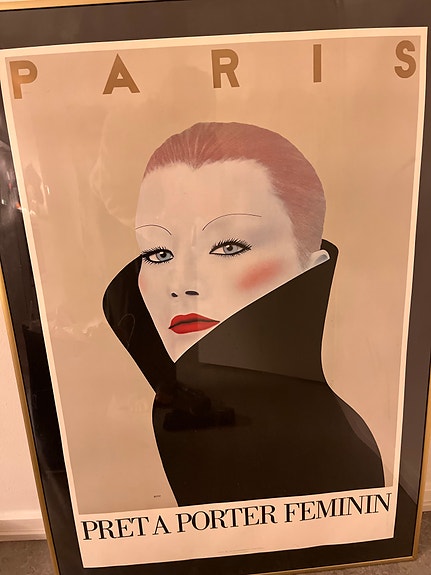 PARIS
PRET A PORTER FEMININ